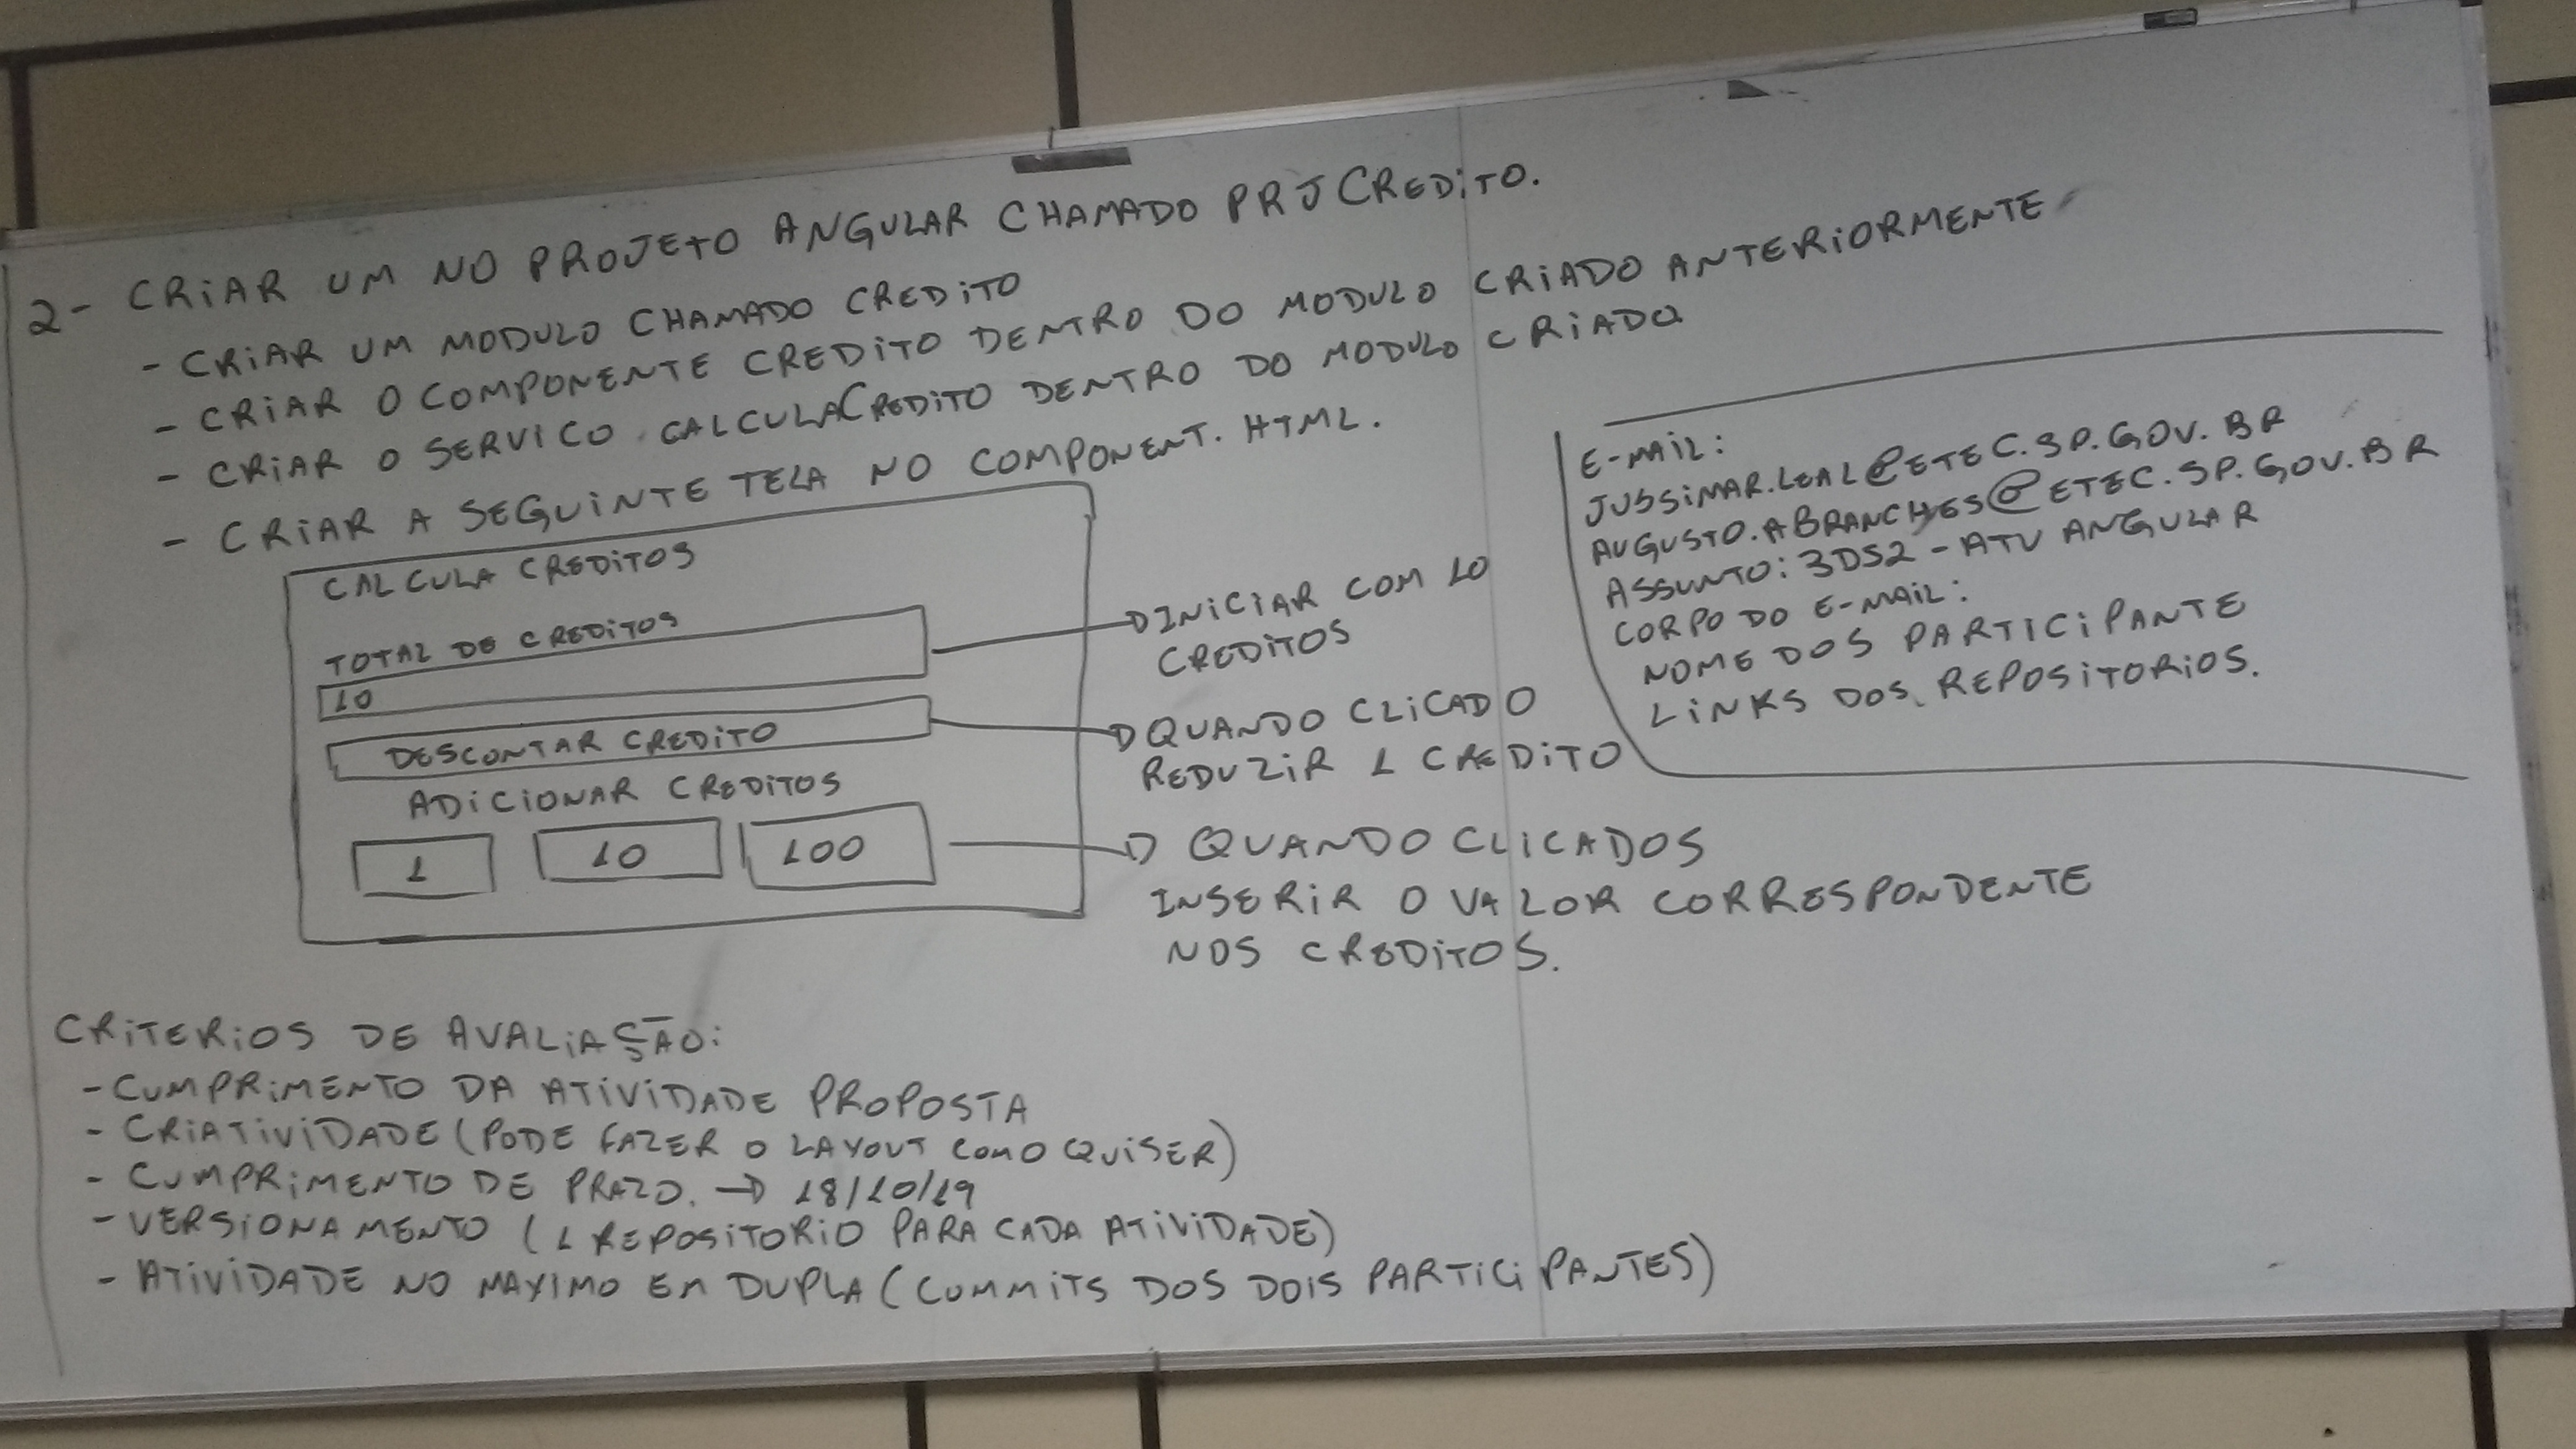 2- CRIAR UM NO PROJETO ANGULAR CHAMADO PRJCREDITO.
- CRIAR UM MODULO CHAMADO CREDITO
- CRIAR O COMPONENTE CREDITO DENTRO DO MODULO CRIADO ANTERIORMENTE
- CRIAR O SERVICO CALCULACREDITO DENTRO DO MODULO CRIADO
- CRIAR A SEGUINTE TELA NO COMPONENT.HTML.
CALCULA CREDITOS
TOTAL DE CREDITOS
10
DESCONTAR CREDITO
ADICIONAR CREDITOS
1 10 100
INICIAR COM 10
CREDITOS
QUANDO CLICADO
REDUZIR 1 CREDITO
QUANDO CLICADOS
INSERIR O VALOR CORRESPONDENTE
NOS CREDITOS.
E-MAIL:
JUSSIMAR.LEAL@ETEC.SP.GOV.BR
AUGUSTO.ABRANCHES@ETEC.SP.GOV.BR
ASSUNTO: 3DS2 - ATV ANGULAR
CORPO DO E-MAIL:
NOME DOS PARTICIPANTE
LINKS DOS REPOSITORIOS.
CRITERIOS DE AVALIAÇÃO:
- CUMPRIMENTO DA ATIVIDADE PROPOSTA
- CRIATIVIDADE (PODE FAZER O LAYOUT COMO QUISER)
- CUMPRIMENTO DE PRAZO. → 18/10/19
- VERSIONAMENTO (1 REPOSITORIO PARA CADA ATIVIDADE)
- ATIVIDADE NO MAXIMO EM DUPLA (COMMITS DOS DOIS PARTICIPANTES)